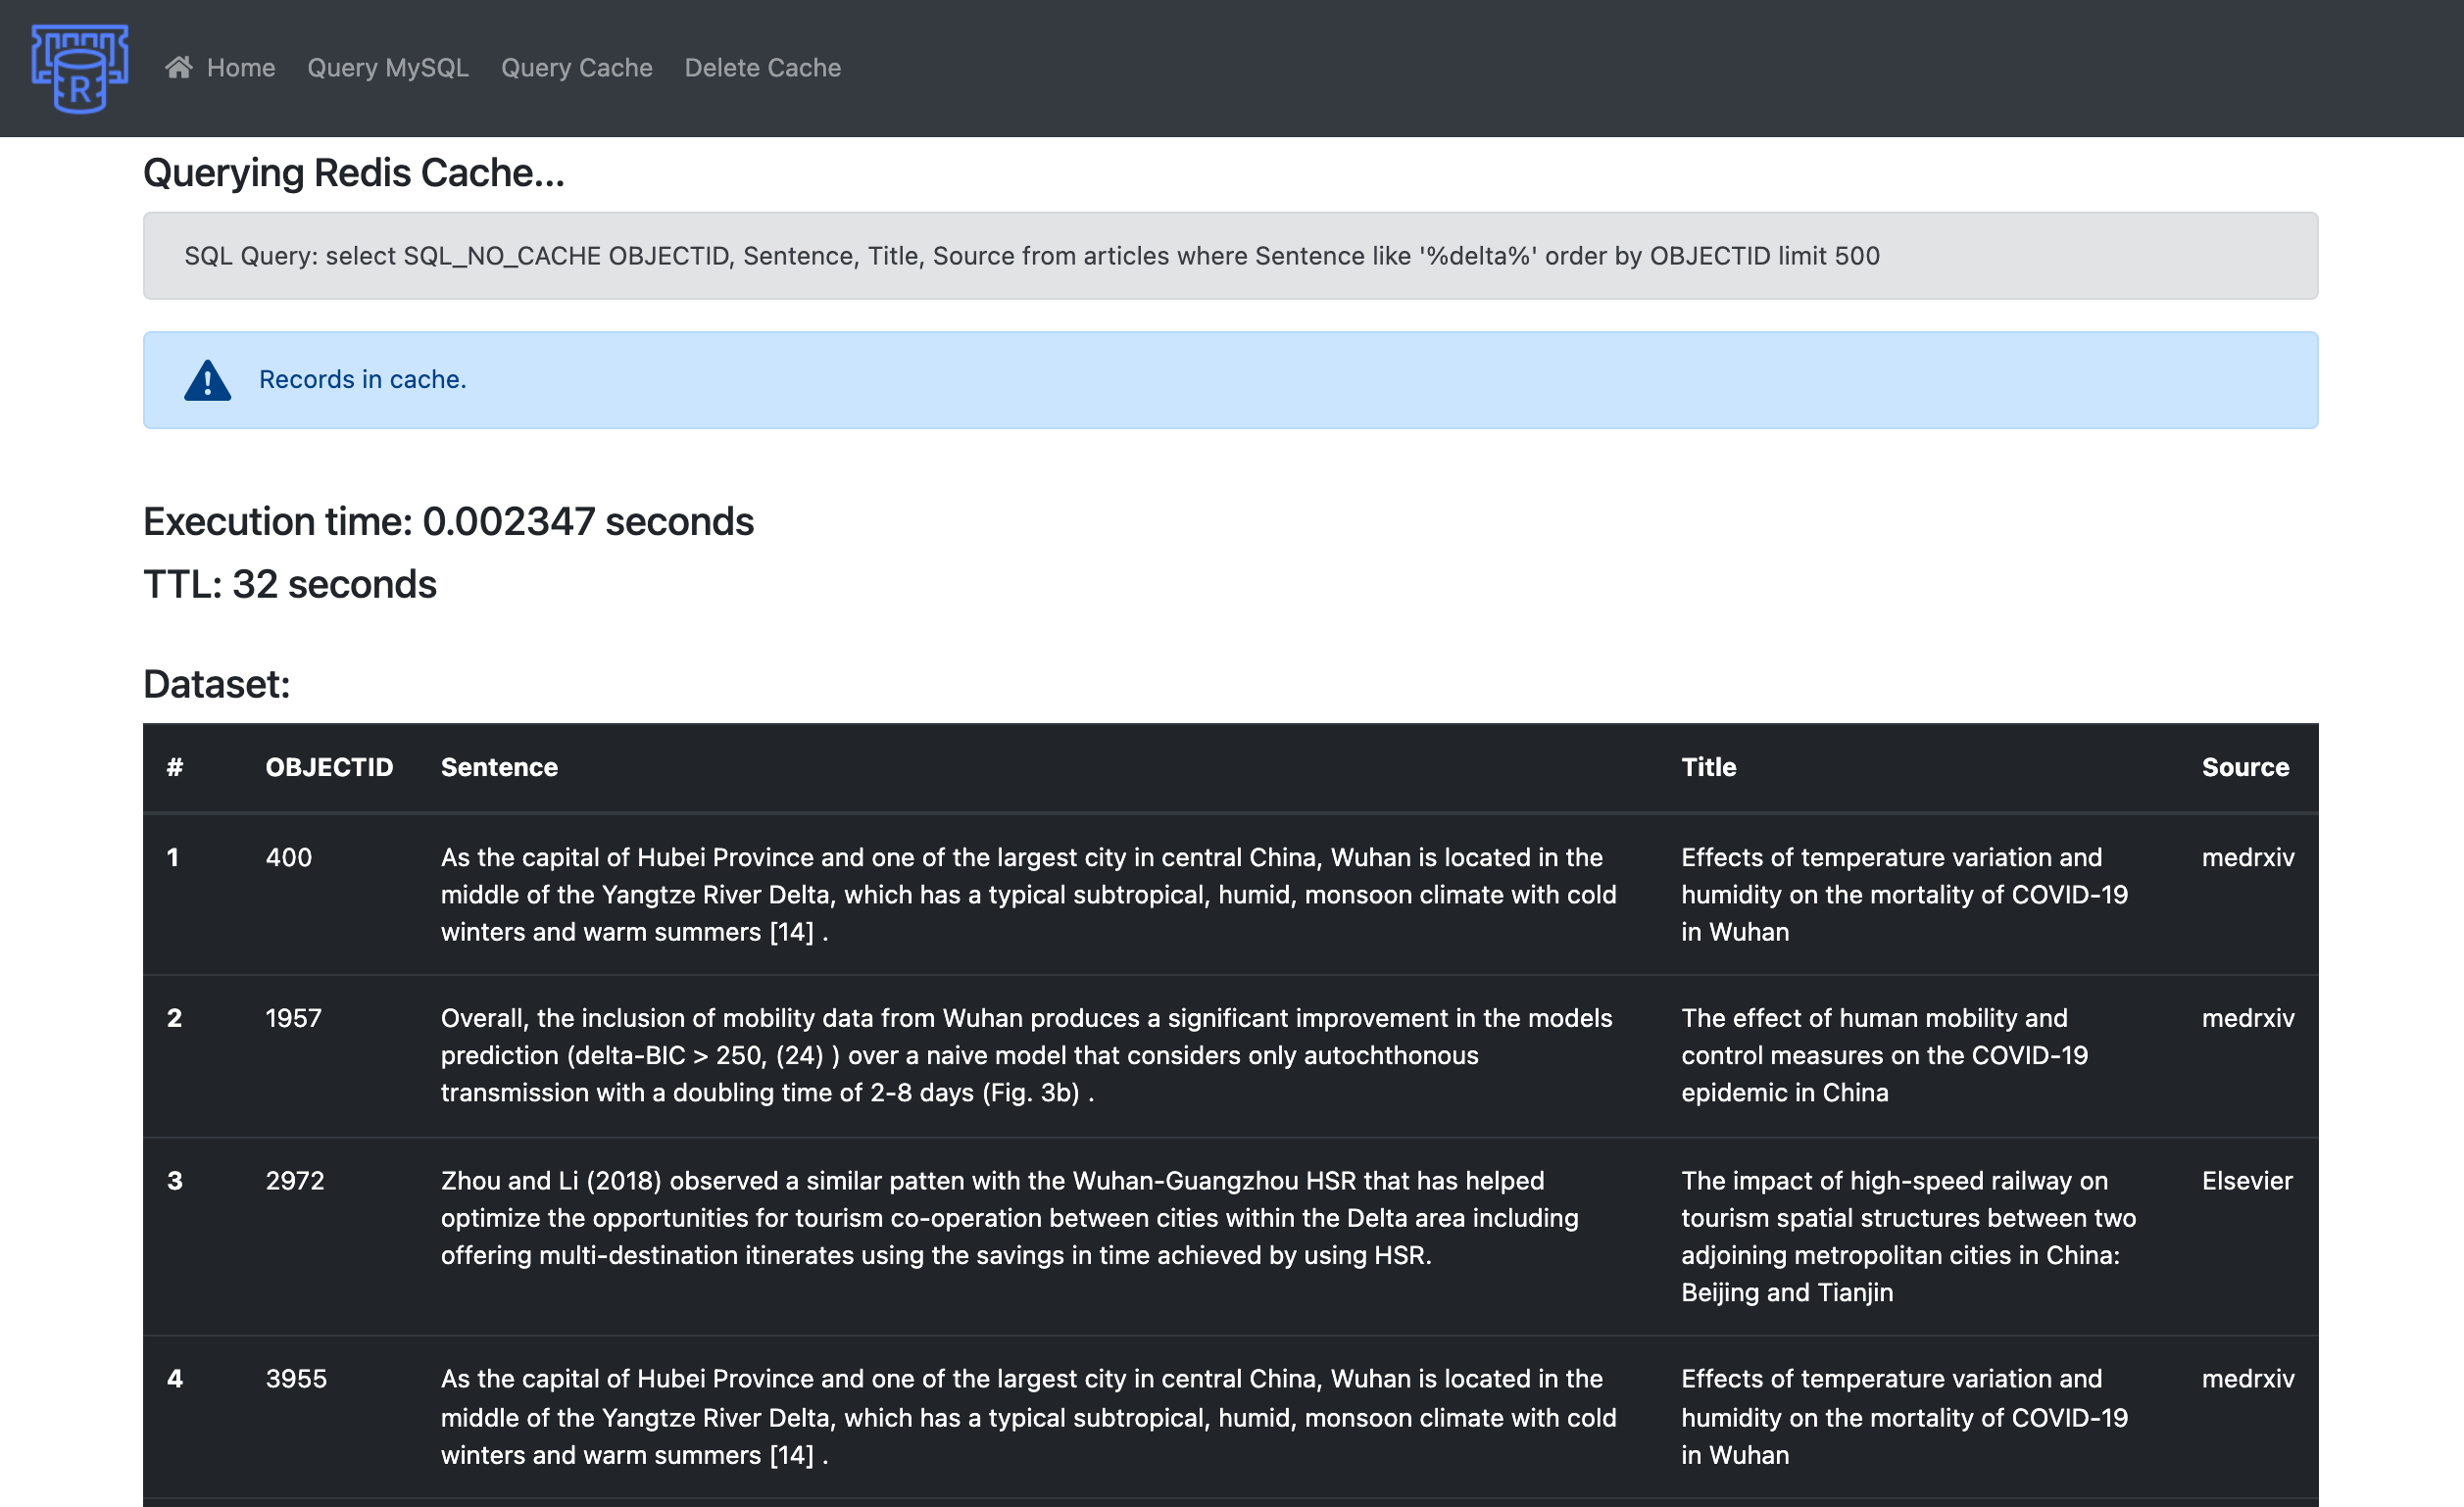 R
Home Query MySQL Query Cache Delete Cache
Querying Redis Cache...
SQL Query: select SQL_NO_CACHE OBJECTID, Sentence, Title, Source from articles where Sentence like '%delta%' order by OBJECTID limit 500
Records in cache.
Execution time: 0.002347 seconds
TTL: 32 seconds
Dataset:
# OBJECTID Sentence Title Source
1 400 As the capital of Hubei Province and one of the largest city in central China, Wuhan is located in the Effects of temperature variation and medrxiv
middle of the Yangtze River Delta, which has a typical subtropical, humid, monsoon climate with cold humidity on the mortality of COVID-19
winters and warm summers [14] . in Wuhan
2 1957 Overall, the inclusion of mobility data from Wuhan produces a significant improvement in the models The effect of human mobility and medrxiv
prediction (delta-BIC > 250, (24) ) over a naive model that considers only autochthonous control measures on the COVID-19
transmission with a doubling time of 2-8 days (Fig. 3b) . epidemic in China
3 2972 Zhou and Li (2018) observed a similar patten with the Wuhan-Guangzhou HSR that has helped The impact of high-speed railway on Elsevier
optimize the opportunities for tourism co-operation between cities within the Delta area including tourism spatial structures between two
offering multi-destination itinerates using the savings in time achieved by using HSR. adjoining metropolitan cities in China:
Beijing and Tianjin
4 3955 As the capital of Hubei Province and one of the largest city in central China, Wuhan is located in the Effects of temperature variation and medrxiv
middle of the Yangtze River Delta, which has a typical subtropical, humid, monsoon climate with cold humidity on the mortality of COVID-19
winters and warm summers [14] . in Wuhan